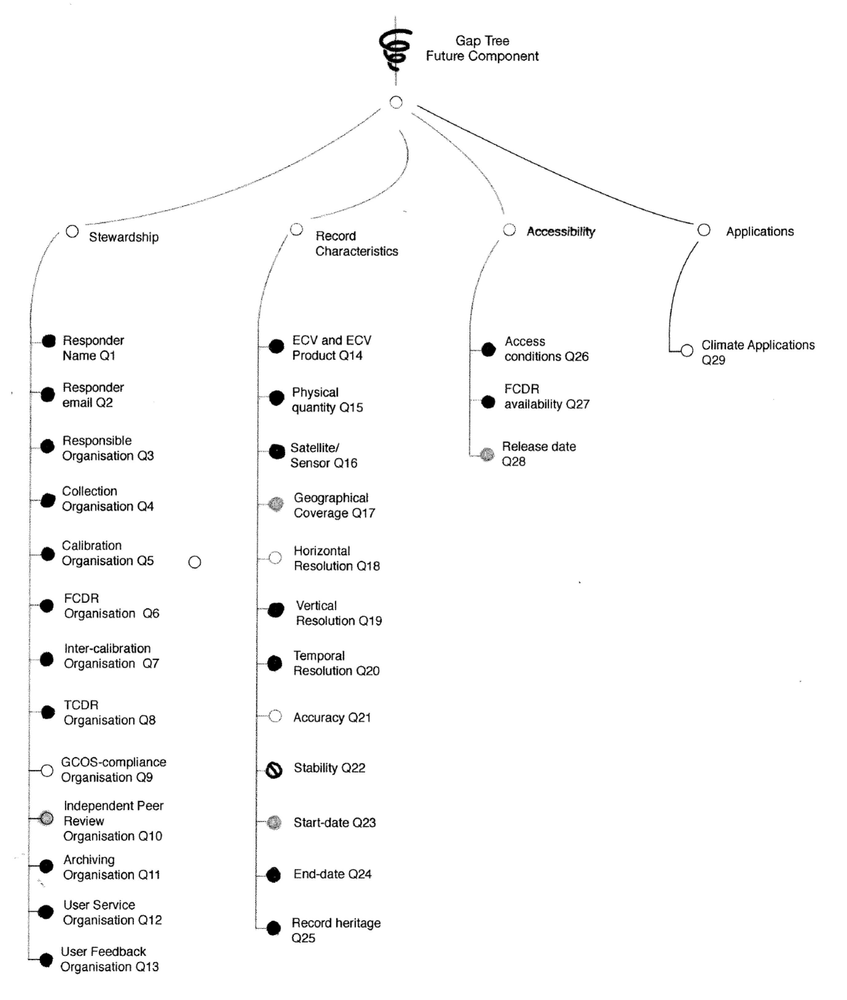 Gap Tree
Future Component
Stewardship
Record
Characteristics
Accessibility
Applications
Responder
Name Q1
Responder
email Q2
Responsible
Organisation Q3
Collection
Organisation Q4
Calibration
Organisation Q5
FCDR
Organisation Q6
Inter-calibration
Organisation Q7
TCDR
Organisation Q8
GCOS-compliance
Organisation Q9
Independent Peer
Review
Organisation Q10
Archiving
Organisation Q11
User Service
Organisation Q12
User Feedback
Organisation Q13
ECV and ECV
Product Q14
Physical
quantity Q15
Satellite/
Sensor Q16
Geographical
Coverage Q17
Horizontal
Resolution Q18
Vertical
Resolution Q19
Temporal
Resolution Q20
Accuracy Q21
Stability Q22
Start-date Q23
End-date Q24
Record heritage
Q25
Access
conditions Q26
FCDR
availability Q27
Release date
Q28
Climate Applications
Q29